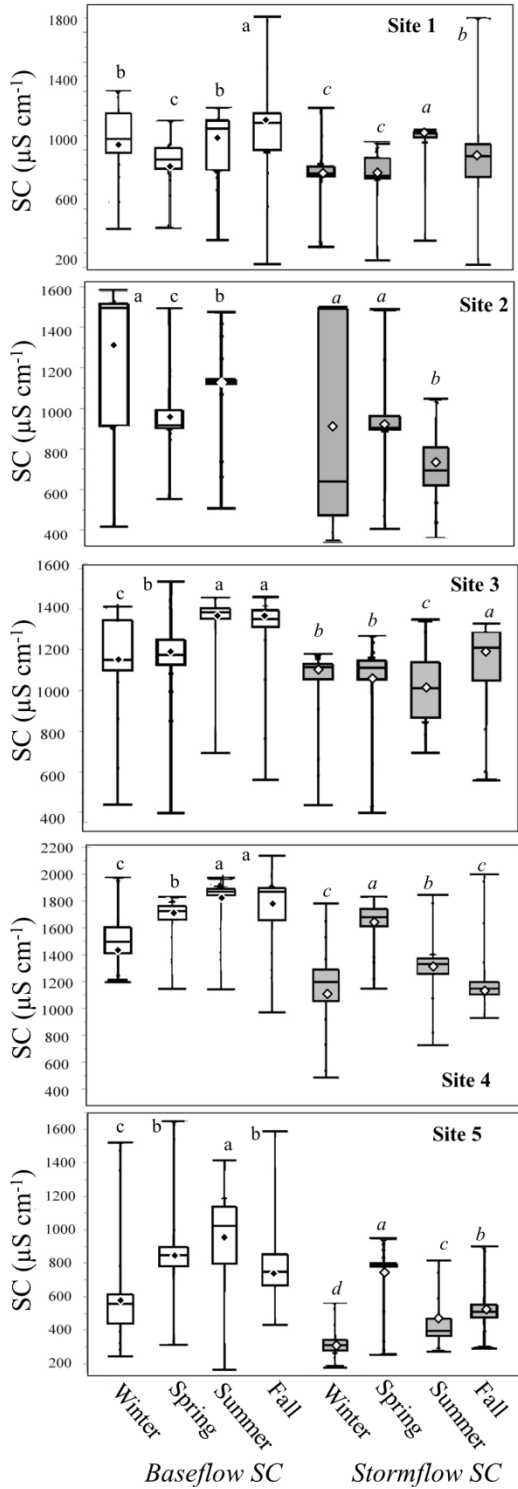 1800
a
Site 1
b
1400
b
c
a
c
c
SC (µS cm⁻¹)
1000
600
200
b
1600
a
c
b
a
a
Site 2
1400
1200
b
SC (µS cm⁻¹)
1000
800
600
400
1600
c
b
a
a
Site 3
1400
b
b
c
a
SC (µS cm⁻¹)
1200
1000
800
600
400
2200
c
b
a
c
a
b
c
2000
1800
SC (µS cm⁻¹)
1600
1400
1200
1000
800
600
400
Site 4
c
b
a
b
Site 5
1600
1400
SC (µS cm⁻¹)
1200
1000
a
c
b
800
d
600
400
200
Winter
Spring
Summer
Fall
Winter
Spring
Summer
Fall
Baseflow SC
Stormflow SC